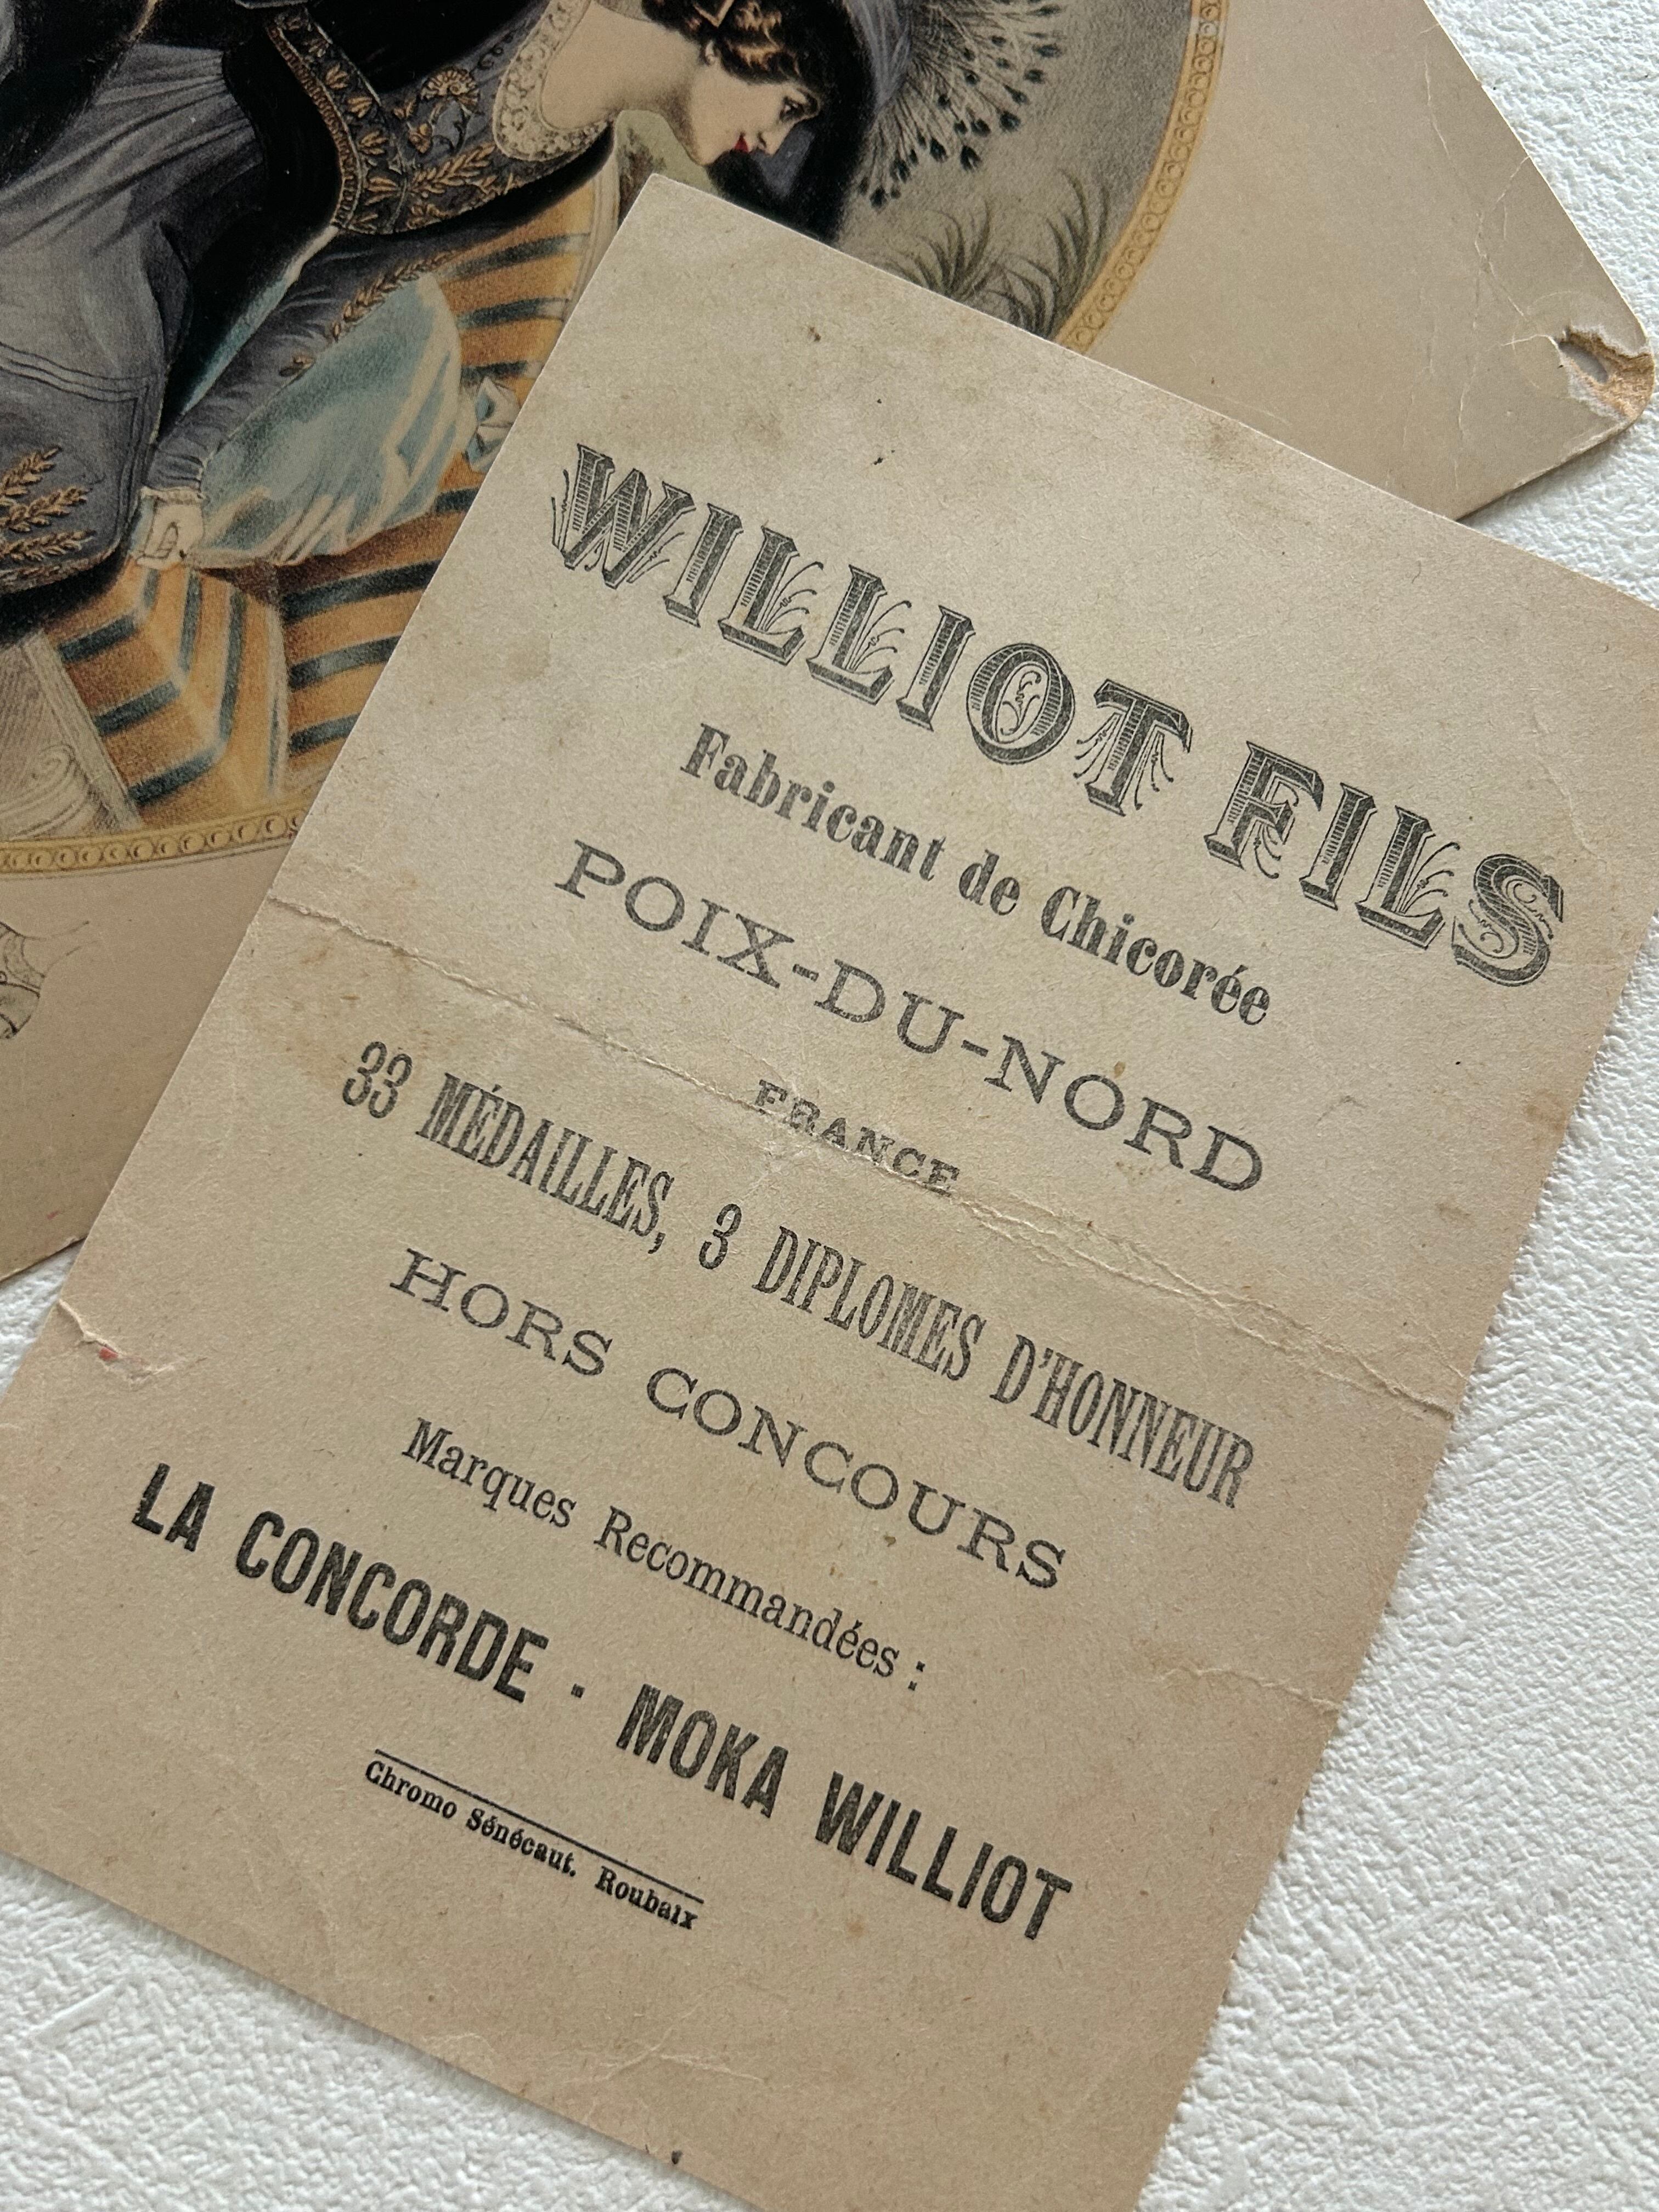 WILLIOT FILS
Fabricant de Chicorée
POIX-DU-NORD
FRANCE
33 MÉDAILLES, 3 DIPLOMES D'HONNEUR
HORS CONCOURS
Marques Recommandées :
LA CONCORDE - MOKA WILLIOT
Chromo Sénécaut. Roubaix